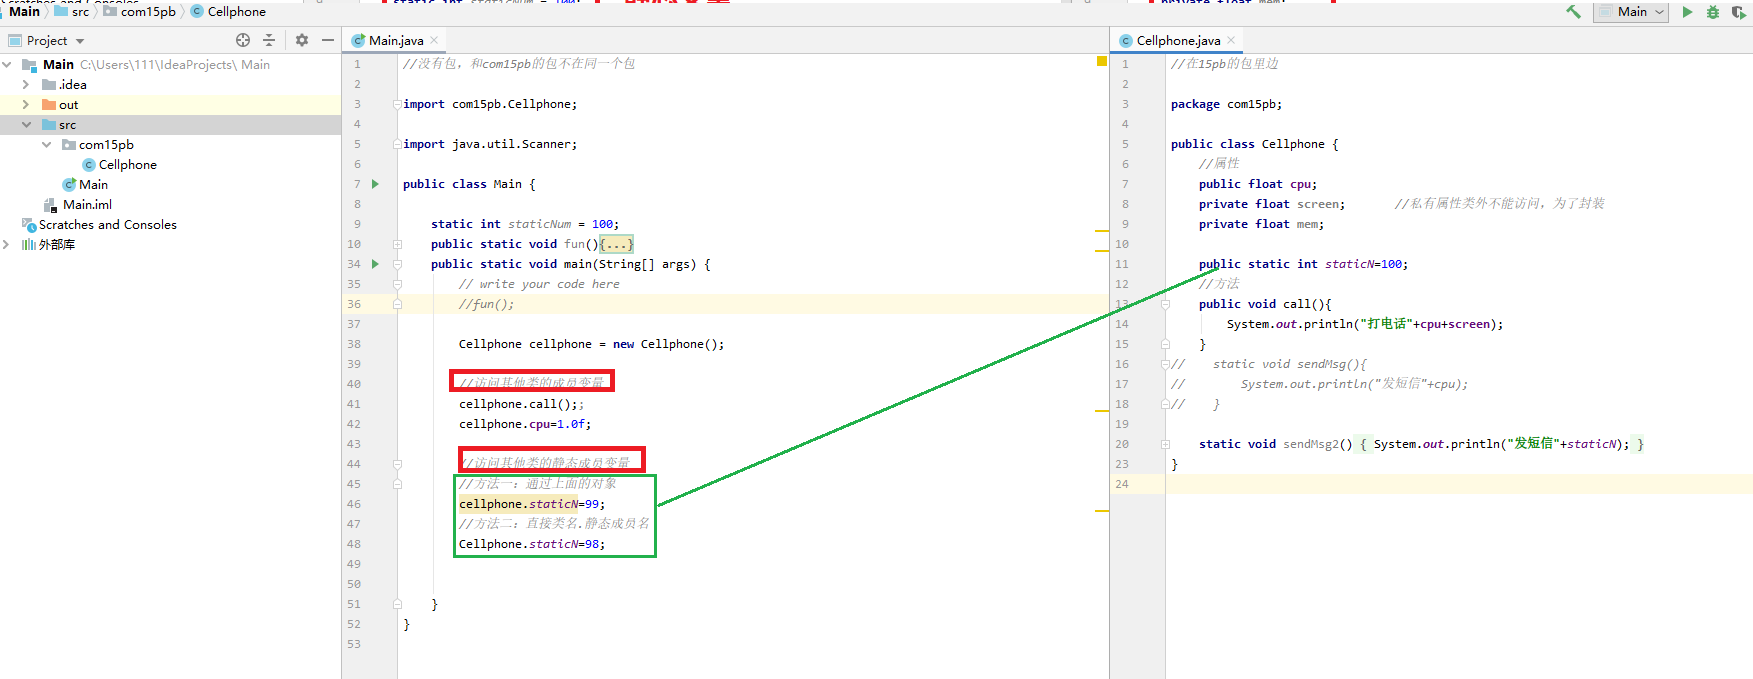 Main src com15pb Cellphone
Main
Project
Main C:\Users\111\IdeaProjects\ Main
.idea
out
src
com15pb
Cellphone
Main
Main.iml
Scratches and Consoles
外部库
Main.java
1 //没有包，和com15pb的包不在同一个包
2
3 import com15pb.Cellphone;
4
5 import java.util.Scanner;
6
7 public class Main {
8
9 static int staticNum = 100;
10 public static void fun(){...}
34 public static void main(String[] args) {
35 // write your code here
36 //fun();
37
38 Cellphone cellphone = new Cellphone();
39
40 //访问其他类的成员变量
41 cellphone.call();;
42 cellphone.cpu=1.0f;
43
44 //访问其他类的静态成员变量
45 //方法一：通过上面的对象
46 cellphone.staticN=99;
47 //方法二：直接类名.静态成员名
48 Cellphone.staticN=98;
49
50
51 }
52 }
53
Cellphone.java
1 //在15pb的包里边
2
3 package com15pb;
4
5 public class Cellphone {
6 //属性
7 public float cpu;
8 private float screen; //私有属性类外不能访问，为了封装
9 private float mem;
10
11 public static int staticN=100;
12 //方法
13 public void call(){
14 System.out.println("打电话"+cpu+screen);
15 }
16 // static void sendMsg(){
17 // System.out.println("发短信"+cpu);
18 // }
19
20 static void sendMsg2() { System.out.println("发短信"+staticN); }
23 }
24